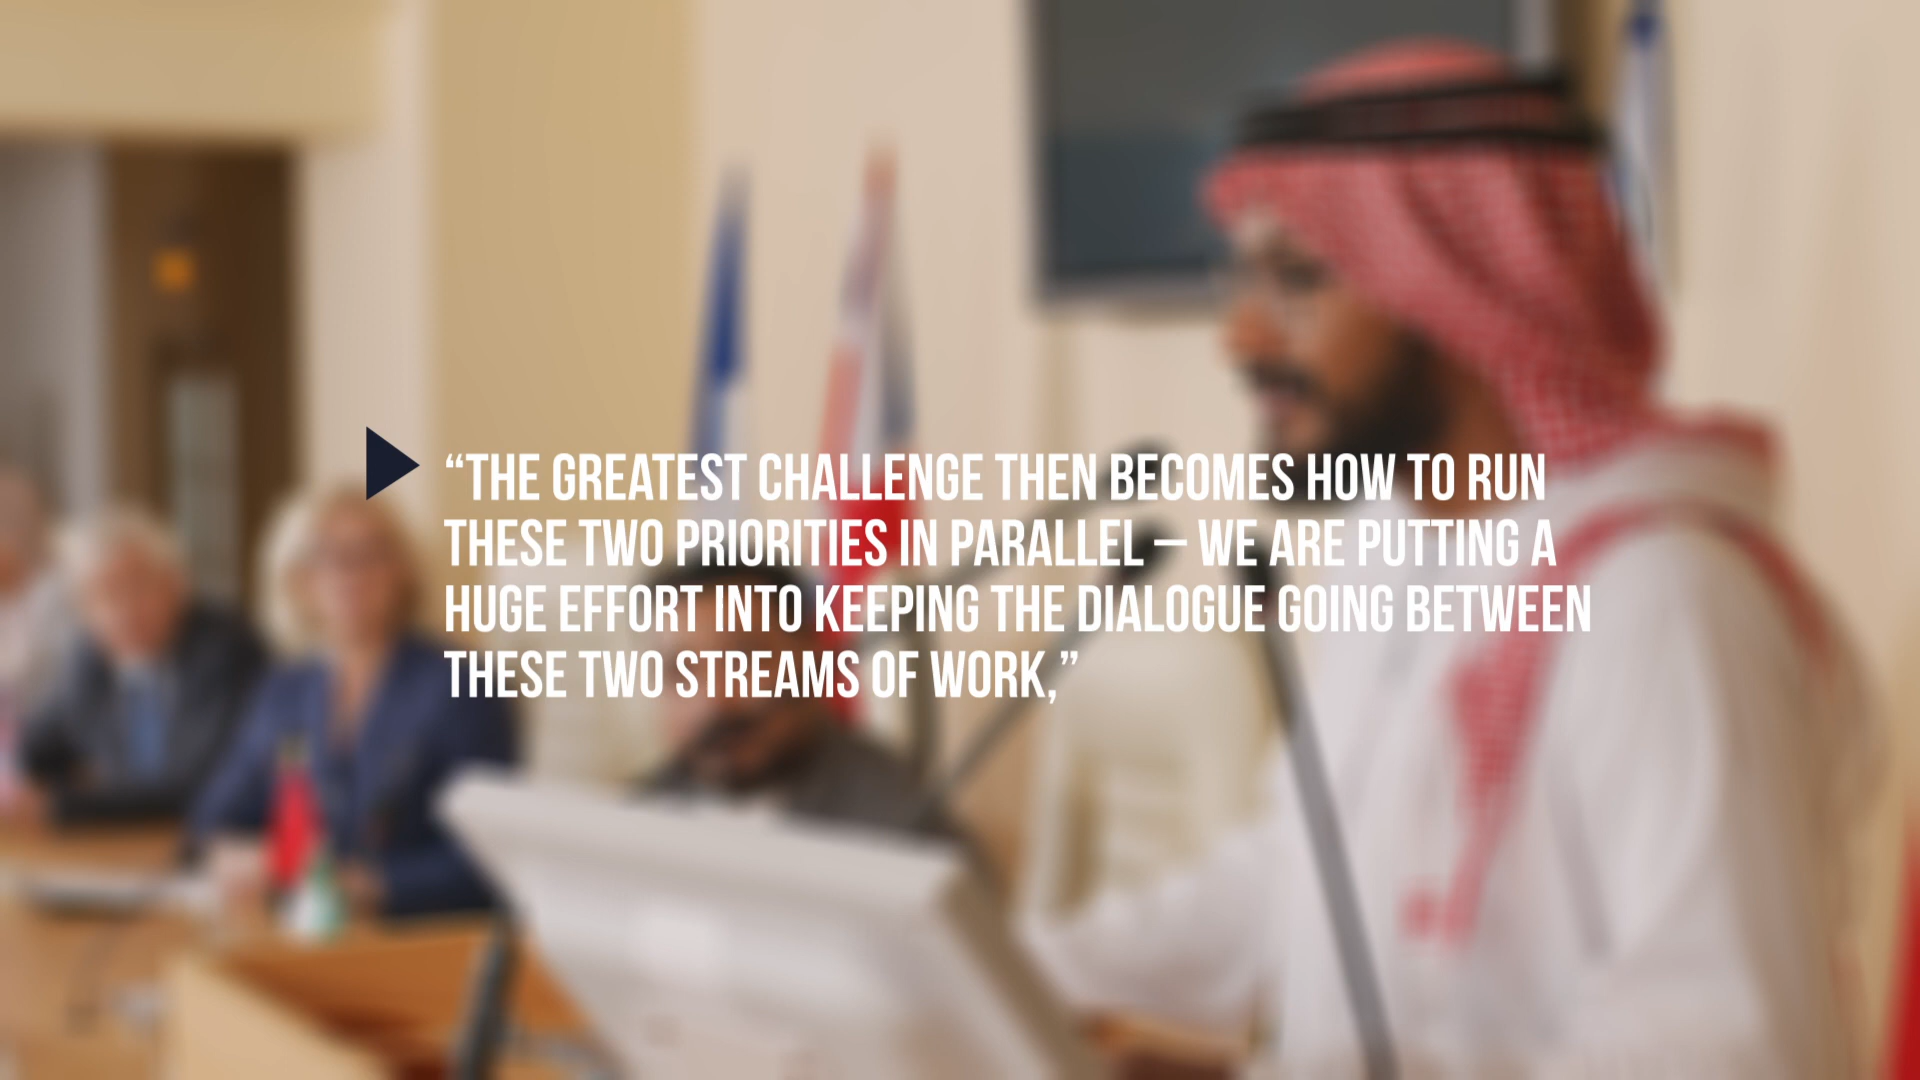 “THE GREATEST CHALLENGE THEN BECOMES HOW TO RUN
THESE TWO PRIORITIES IN PARALLEL – WE ARE PUTTING A
HUGE EFFORT INTO KEEPING THE DIALOGUE GOING BETWEEN
THESE TWO STREAMS OF WORK,”